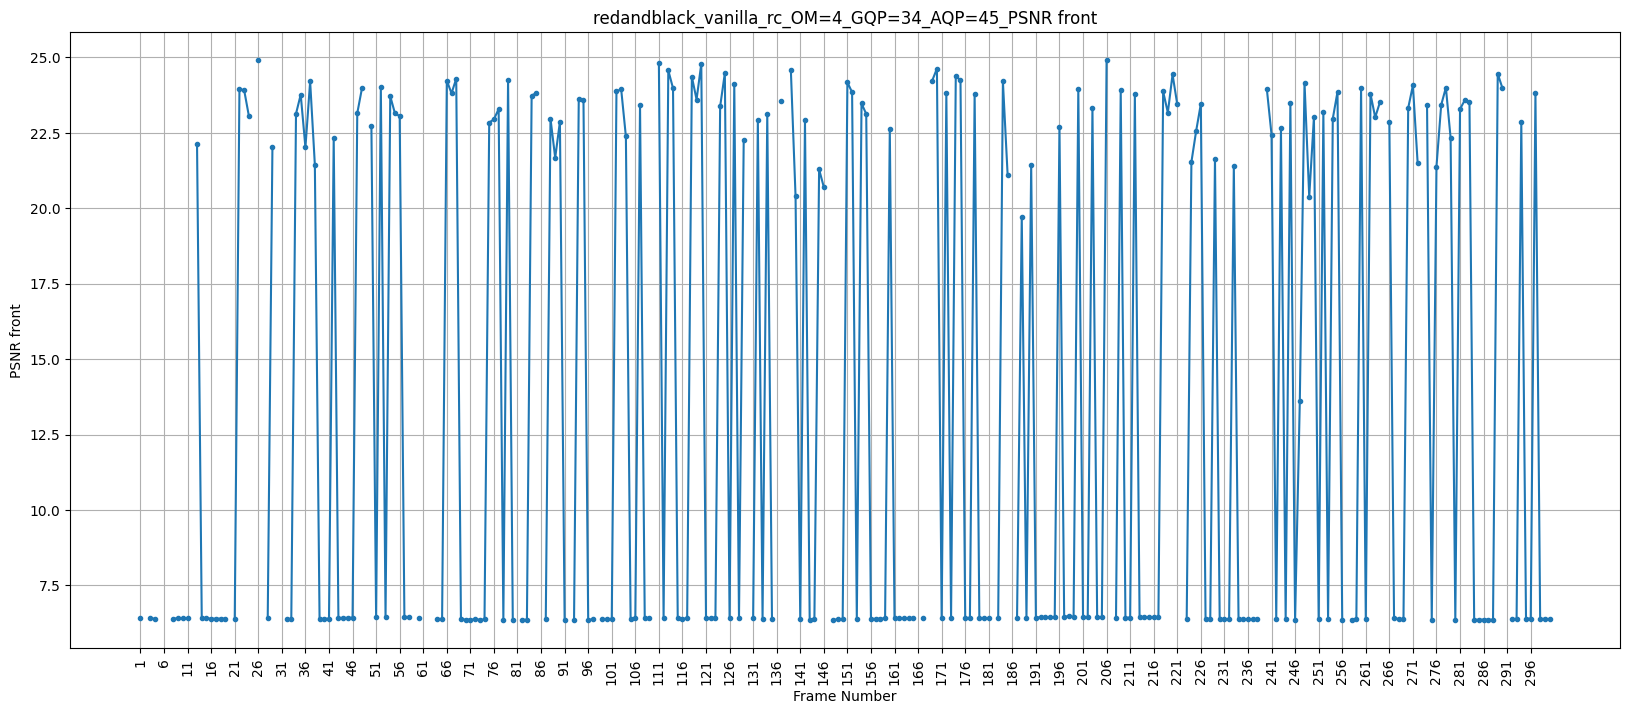 redandblack_vanilla_rc_OM=4_GQP=34_AQP=45_PSNR front
25.0
22.5
20.0
17.5
15.0
12.5
10.0
7.5
PSNR front
1 6 11 16 21 26 31 36 41 46 51 56 61 66 71 76 81 86 91 96 101 106 111 116 121 126 131 136 141 146 151 156 161 166 171 176 181 186 191 196 201 206 211 216 221 226 231 236 241 246 251 256 261 266 271 276 281 286 291 296
Frame Number